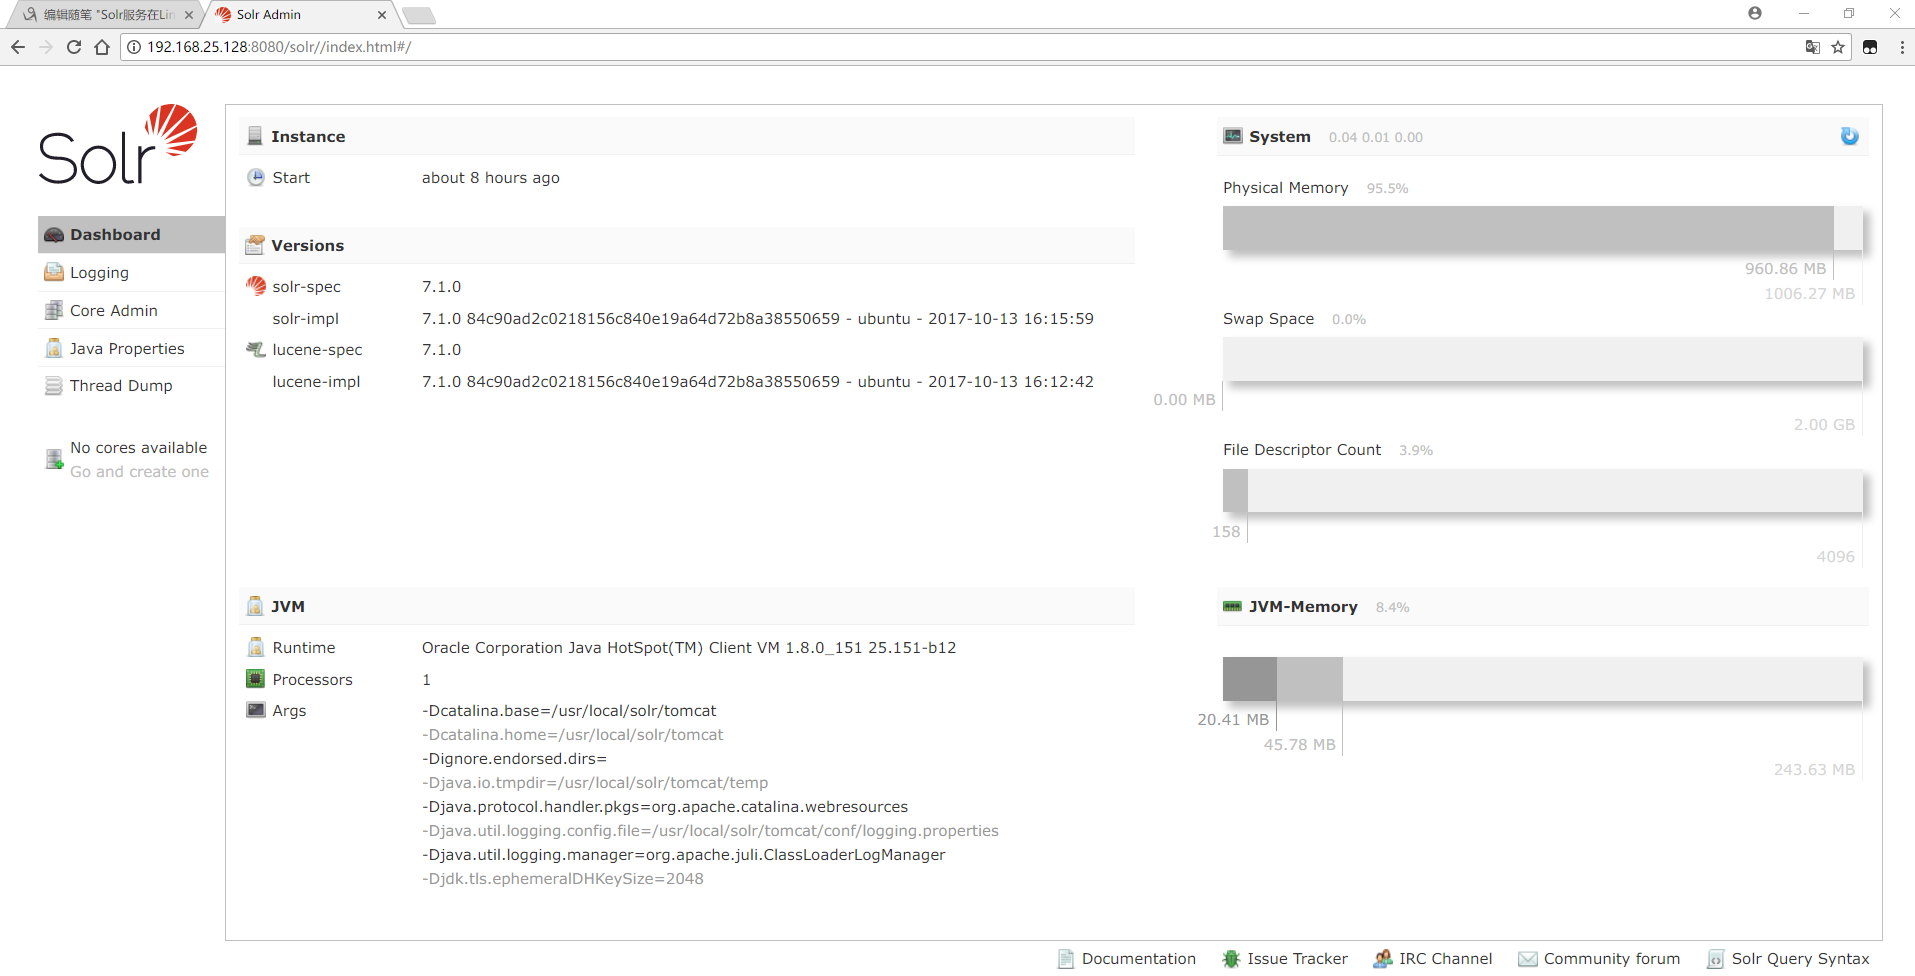 编辑随笔 "Solr服务在Lin
Solr Admin
192.168.25.128:8080/solr//index.html#/
Solr
Dashboard
Logging
Core Admin
Java Properties
Thread Dump
No cores available
Go and create one
Instance
Start about 8 hours ago
Versions
solr-spec 7.1.0
solr-impl 7.1.0 84c90ad2c0218156c840e19a64d72b8a38550659 - ubuntu - 2017-10-13 16:15:59
lucene-spec 7.1.0
lucene-impl 7.1.0 84c90ad2c0218156c840e19a64d72b8a38550659 - ubuntu - 2017-10-13 16:12:42
JVM
Runtime Oracle Corporation Java HotSpot(TM) Client VM 1.8.0_151 25.151-b12
Processors 1
Args -Dcatalina.base=/usr/local/solr/tomcat
-Dcatalina.home=/usr/local/solr/tomcat
-Dignore.endorsed.dirs=
-Djava.io.tmpdir=/usr/local/solr/tomcat/temp
-Djava.protocol.handler.pkgs=org.apache.catalina.webresources
-Djava.util.logging.config.file=/usr/local/solr/tomcat/conf/logging.properties
-Djava.util.logging.manager=org.apache.juli.ClassLoaderLogManager
-Djdk.tls.ephemeralDHKeySize=2048
System 0.04 0.01 0.00
Physical Memory 95.5%
960.86 MB
1006.27 MB
Swap Space 0.0%
0.00 MB
2.00 GB
File Descriptor Count 3.9%
158
4096
JVM-Memory 8.4%
20.41 MB
45.78 MB
243.63 MB
Documentation Issue Tracker IRC Channel Community forum Solr Query Syntax